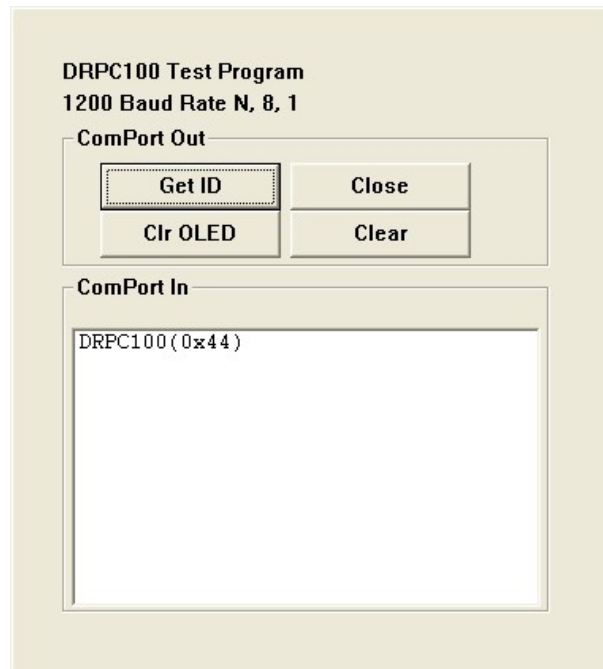 DRPC100 Test Program
1200 Baud Rate N, 8, 1
ComPort Out
Get ID
Close
Clr OLED
Clear
ComPort In
DRPC100(0x44)